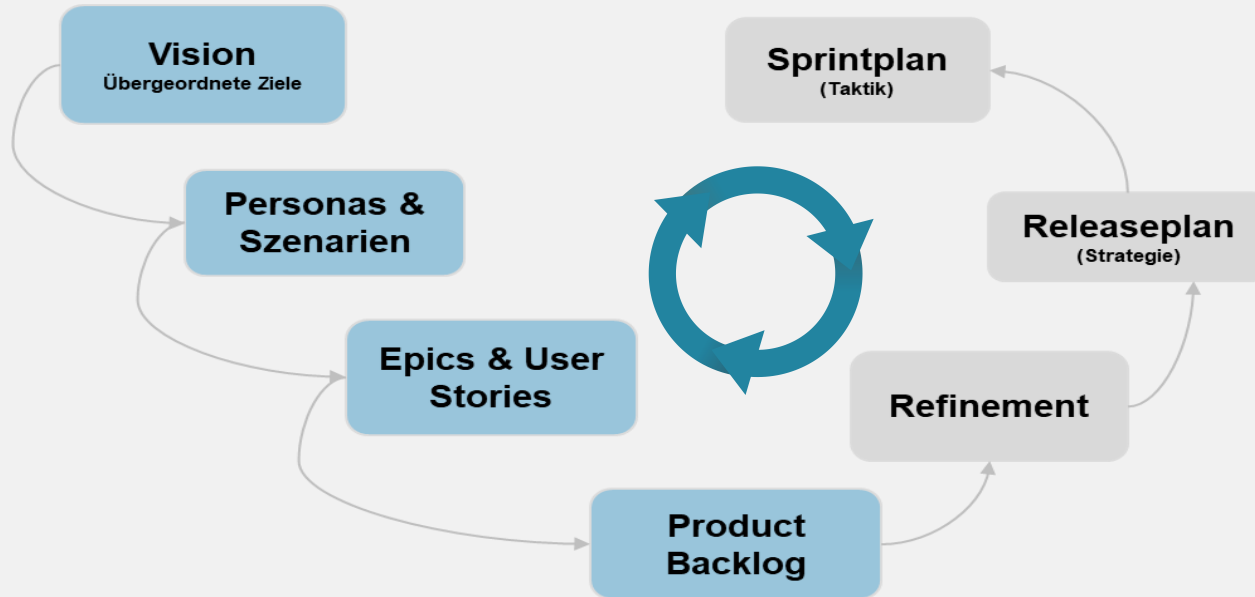 Vision
Übergeordnete Ziele
Personas &
Szenarien
Epics & User
Stories
Product
Backlog
Refinement
Releaseplan
(Strategie)
Sprintplan
(Taktik)